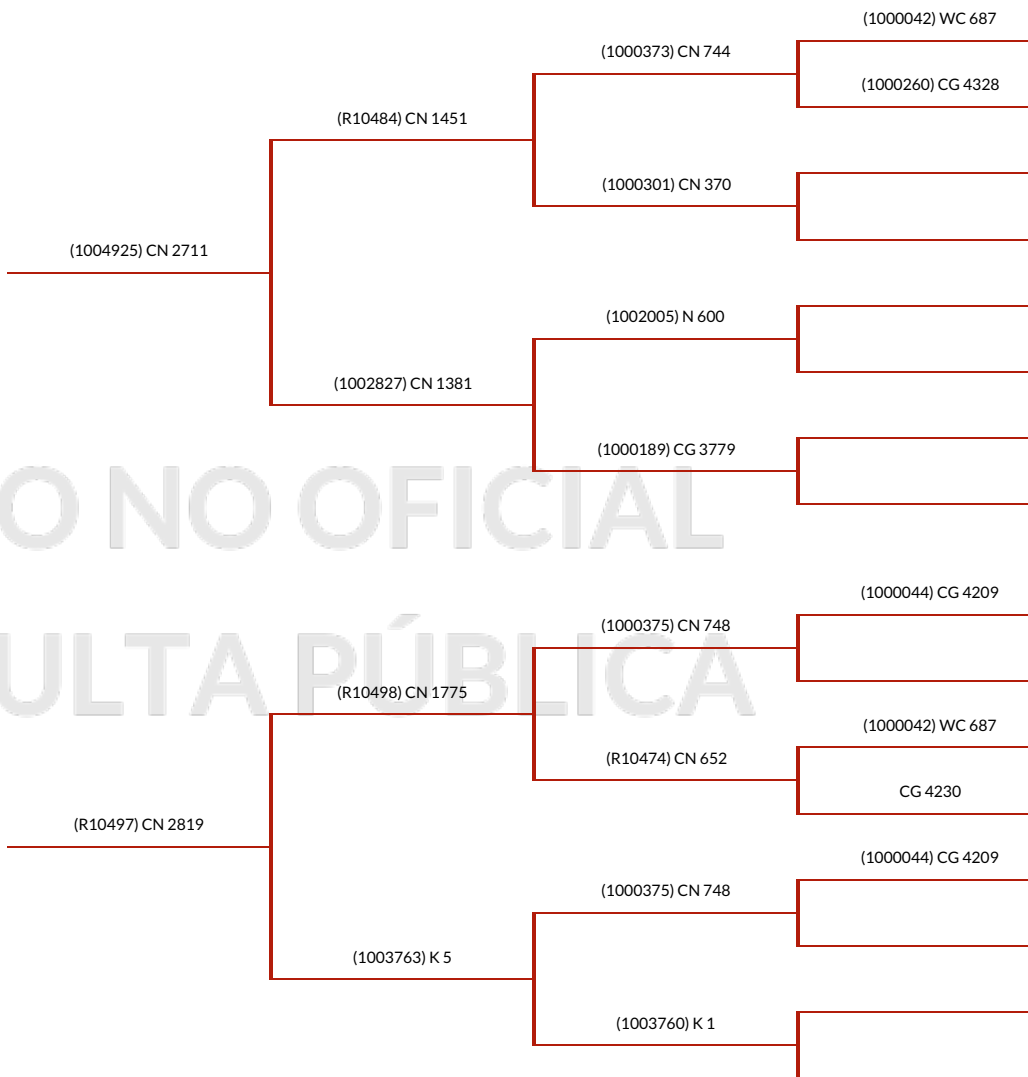 (1000042) WC 687
(1000373) CN 744
(1000260) CG 4328
(R10484) CN 1451
(1000301) CN 370
(1004925) CN 2711
(1002005) N 600
(1002827) CN 1381
(1000189) CG 3779
O NO OFICIAL
(1000044) CG 4209
(1000375) CN 748
ULTA PÚBLICA
(R10498) CN 1775
(1000042) WC 687
(R10474) CN 652
CG 4230
(R10497) CN 2819
(1000044) CG 4209
(1000375) CN 748
(1003763) K 5
(1003760) K 1